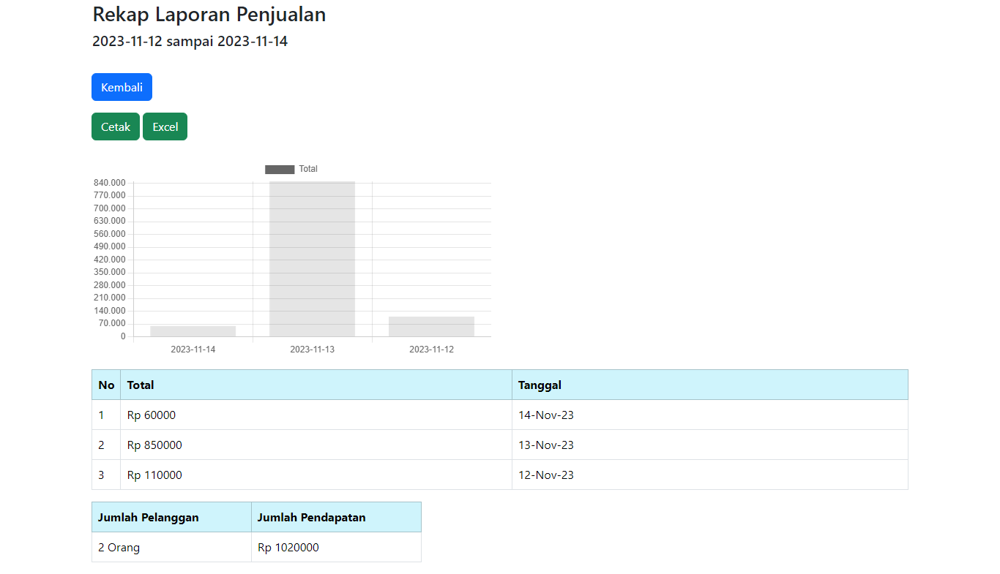 Rekap Laporan Penjualan
2023-11-12 sampai 2023-11-14
Kembali
Cetak Excel
Total
840.000
770.000
700.000
630.000
560.000
490.000
420.000
350.000
280.000
210.000
140.000
70.000
0
2023-11-14 2023-11-13 2023-11-12
No Total Tanggal
1 Rp 60000 14-Nov-23
2 Rp 850000 13-Nov-23
3 Rp 110000 12-Nov-23
Jumlah Pelanggan Jumlah Pendapatan
2 Orang Rp 1020000